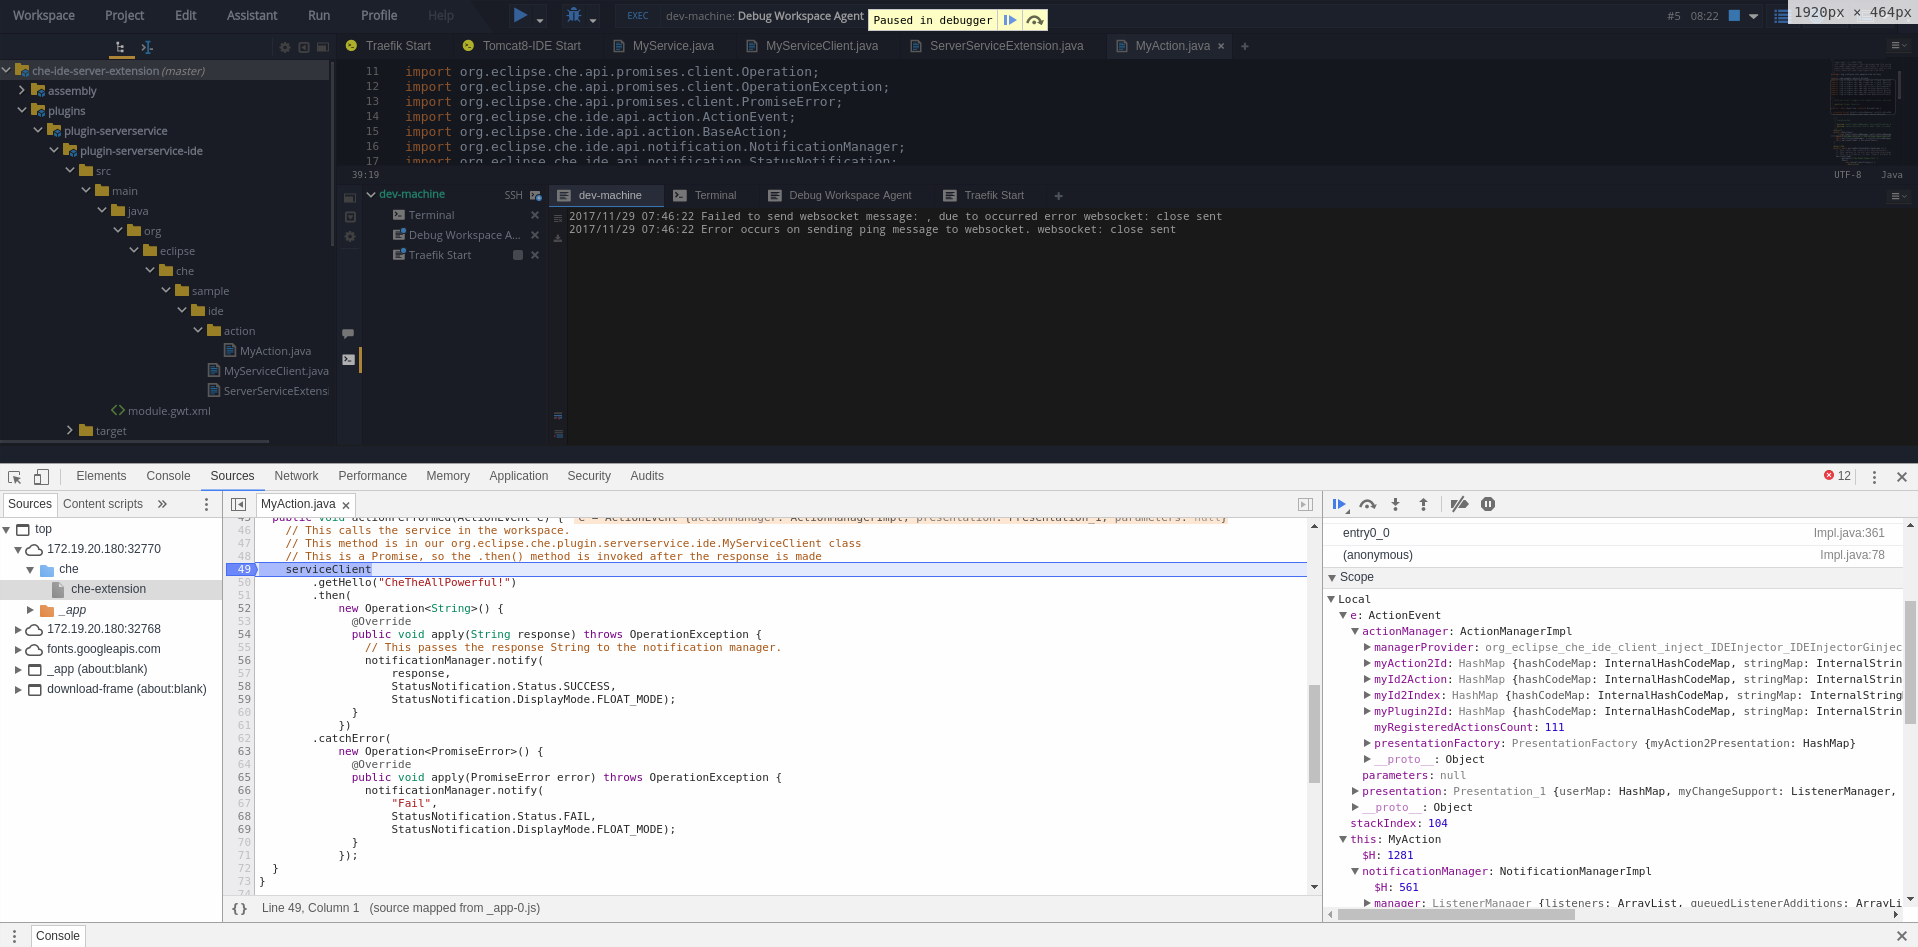 Workspace Project Edit Assistant Run Profile Help
EXEC dev-machine: Debug Workspace Agent
Paused in debugger
#5 08:22
1920px × 464px
Traefik Start Tomcat8-IDE Start MyService.java MyServiceClient.java ServerServiceExtension.java MyAction.java × +
che-ide-server-extension (master)
assembly
plugins
plugin-serverservice
plugin-serverservice-ide
src
main
java
org
eclipse
che
sample
ide
action
MyAction.java
MyServiceClient.java
ServerServiceExtens
module.gwt.xml
target
11 import org.eclipse.che.api.promises.client.Operation;
12 import org.eclipse.che.api.promises.client.OperationException;
13 import org.eclipse.che.api.promises.client.PromiseError;
14 import org.eclipse.che.ide.api.action.ActionEvent;
15 import org.eclipse.che.ide.api.action.BaseAction;
16 import org.eclipse.che.ide.api.notification.NotificationManager;
17 import org.eclipse.che.ide.api.notification.StatusNotification;
39:19 UTF-8 Java
dev-machine SSH
Terminal
Debug Workspace A...
Traefik Start
dev-machine Terminal Debug Workspace Agent Traefik Start +
2017/11/29 07:46:22 Failed to send websocket message: , due to occurred error websocket: close sent
2017/11/29 07:46:22 Error occurs on sending ping message to websocket. websocket: close sent
Elements Console Sources Network Performance Memory Application Security Audits
12
Sources Content scripts »
top
172.19.20.180:32770
che
che-extension
_app
172.19.20.180:32768
fonts.googleapis.com
_app (about:blank)
download-frame (about:blank)
MyAction.java ×
45 public void actionPerformed(ActionEvent e) { e = ActionEvent {actionManager: ActionManagerImpl, presentation: Presentation_1, parameters: null}
46 // This calls the service in the workspace.
47 // This method is in our org.eclipse.che.plugin.serverservice.ide.MyServiceClient class
48 // This is a Promise, so the .then() method is invoked after the response is made
49 serviceClient
50 .getHello("CheTheAllPowerful!")
51 .then(
52 new Operation<String>() {
53 @Override
54 public void apply(String response) throws OperationException {
55 // This passes the response String to the notification manager.
56 notificationManager.notify(
57 response,
58 StatusNotification.Status.SUCCESS,
59 StatusNotification.DisplayMode.FLOAT_MODE);
60 }
61 })
62 .catchError(
63 new Operation<PromiseError>() {
64 @Override
65 public void apply(PromiseError error) throws OperationException {
66 notificationManager.notify(
67 "Fail",
68 StatusNotification.Status.FAIL,
69 StatusNotification.DisplayMode.FLOAT_MODE);
70 }
71 });
72 }
73 }
74
{} Line 49, Column 1 (source mapped from _app-0.js)
entry0_0 Impl.java:361
(anonymous) Impl.java:78
Scope
Local
e: ActionEvent
actionManager: ActionManagerImpl
managerProvider: org_eclipse_che_ide_client_inject_IDEInjector_IDEInjectorGinjec
myAction2Id: HashMap {hashCodeMap: InternalHashCodeMap, stringMap: InternalStrin
myId2Action: HashMap {hashCodeMap: InternalHashCodeMap, stringMap: InternalStrin
myId2Index: HashMap {hashCodeMap: InternalHashCodeMap, stringMap: InternalString
myPlugin2Id: HashMap {hashCodeMap: InternalHashCodeMap, stringMap: InternalStrin
myRegisteredActionsCount: 111
presentationFactory: PresentationFactory {myAction2Presentation: HashMap}
__proto__: Object
parameters: null
presentation: Presentation_1 {userMap: HashMap, myChangeSupport: ListenerManager,
__proto__: Object
stackIndex: 104
this: MyAction
$H: 1281
notificationManager: NotificationManagerImpl
$H: 561
manager: ListenerManager {listeners: ArrayList, queuedListenerAdditions: ArrayLi
Console